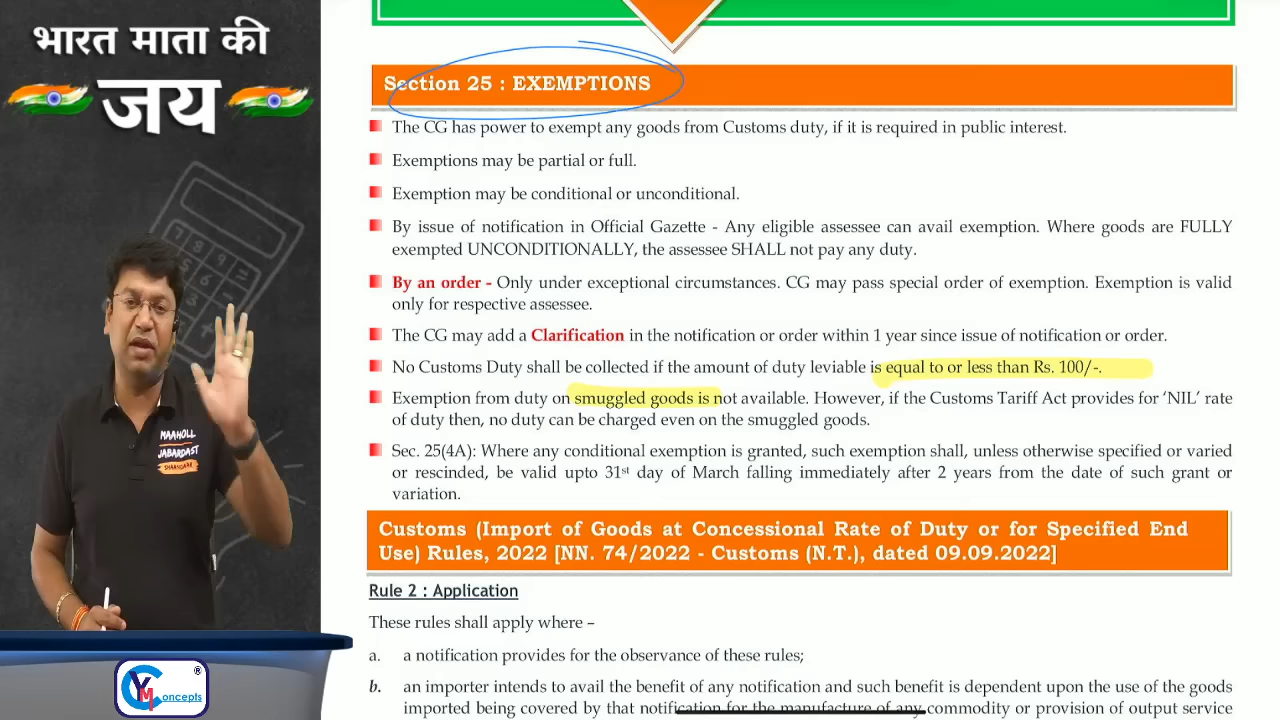 भारत माता की
जय
Section 25 : EXEMPTIONS
The CG has power to exempt any goods from Customs duty, if it is required in public interest.
Exemptions may be partial or full.
Exemption may be conditional or unconditional.
By issue of notification in Official Gazette - Any eligible assessee can avail exemption. Where goods are FULLY
exempted UNCONDITIONALLY, the assessee SHALL not pay any duty.
By an order - Only under exceptional circumstances. CG may pass special order of exemption. Exemption is valid
only for respective assessee.
The CG may add a Clarification in the notification or order within 1 year since issue of notification or order.
No Customs Duty shall be collected if the amount of duty leviable is equal to or less than Rs. 100/-.
Exemption from duty on smuggled goods is not available. However, if the Customs Tariff Act provides for ‘NIL’ rate
of duty then, no duty can be charged even on the smuggled goods.
Sec. 25(4A): Where any conditional exemption is granted, such exemption shall, unless otherwise specified or varied
or rescinded, be valid upto 31st day of March falling immediately after 2 years from the date of such grant or
variation.
Customs (Import of Goods at Concessional Rate of Duty or for Specified End
Use) Rules, 2022 [NN. 74/2022 - Customs (N.T.), dated 09.09.2022]
Rule 2 : Application
These rules shall apply where –
a. a notification provides for the observance of these rules;
b. an importer intends to avail the benefit of any notification and such benefit is dependent upon the use of the goods
imported being covered by that notification for the manufacture of any commodity or provision of output service
MAAHOLL
JABARDAST
SHAANDAAR
YM Concepts ®